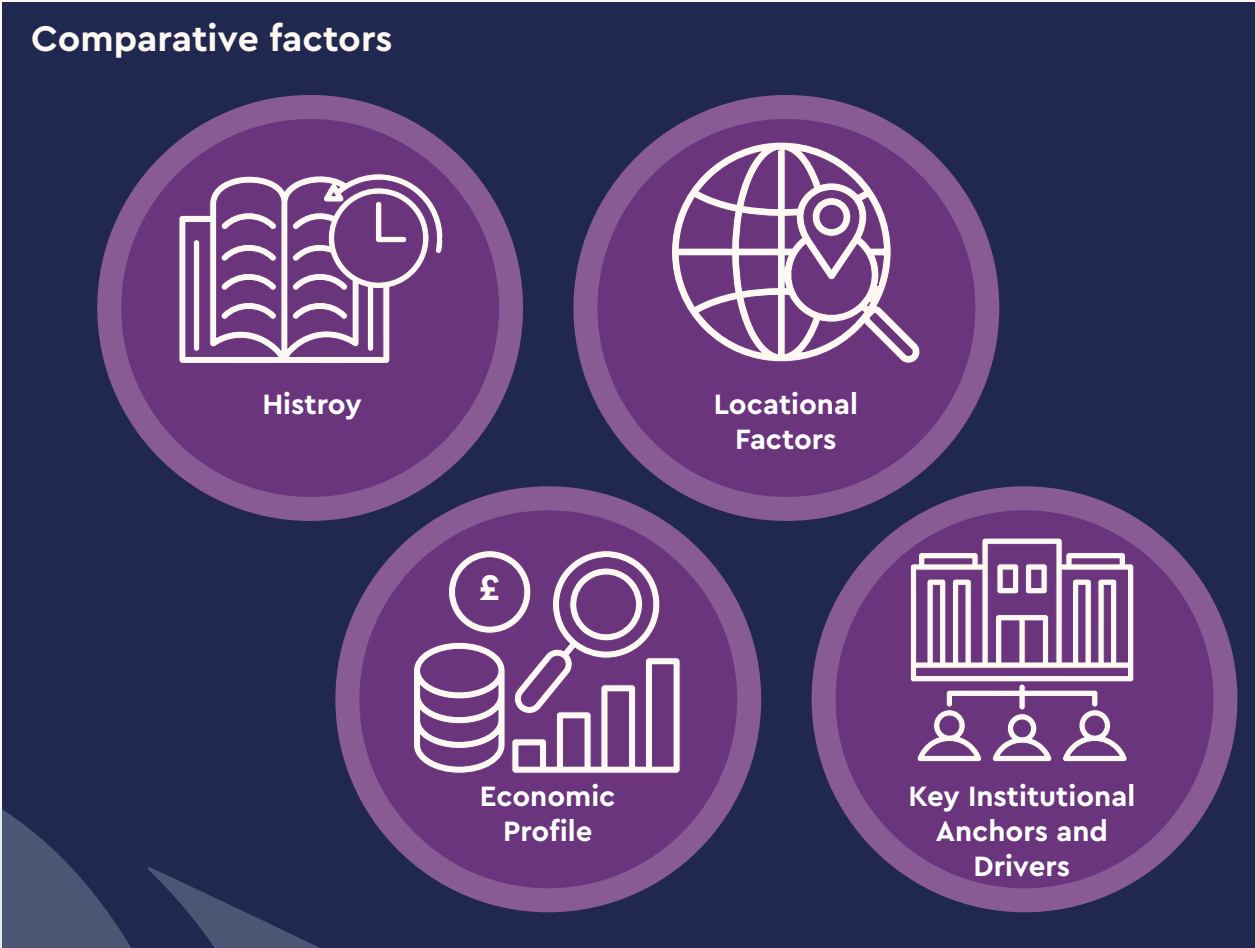 Comparative factors
Histroy
Locational
Factors
£
Economic
Profile
Key Institutional
Anchors and
Drivers